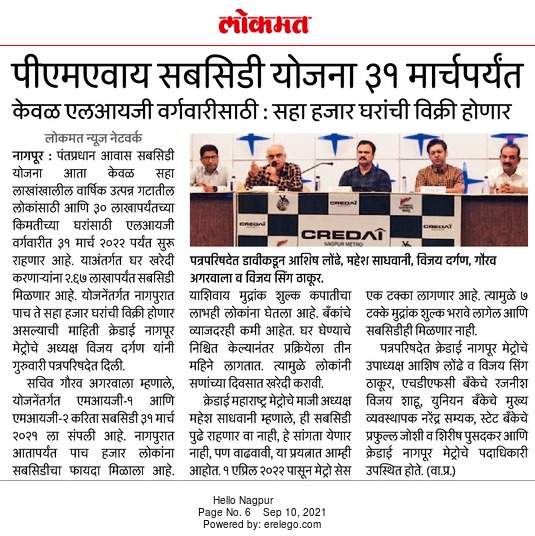 लोकमत
पीएमएवाय सबसिडी योजना ३१ मार्चपर्यंत
केवळ एलआयजी वर्गवारीसाठी : सहा हजार घरांची विक्री होणार
लोकमत न्यूज नेटवर्क
नागपूर : पंतप्रधान आवास सबसिडी
योजना आता केवळ सहा
लाखांखालील वार्षिक उत्पन्न गटातील
लोकांसाठी आणि ३० लाखापर्यंतच्या
किमतीच्या घरांसाठी एलआयजी
वर्गवारीत ३१ मार्च २०२२ पर्यंत सुरू
राहणार आहे. याअंतर्गत घर खरेदी
करणाऱ्यांना २.६७ लाखापर्यंत सबसिडी
मिळणार आहे. योजनेंतर्गत नागपुरात
पाच ते सहा हजार घरांची विक्री होणार
असल्याची माहिती क्रेडाई नागपूर
मेट्रोचे अध्यक्ष विजय दर्गण यांनी
गुरुवारी पत्रपरिषदेत दिली.
सचिव गौरव अगरवाला म्हणाले,
योजनेंतर्गत एमआयजी-१ आणि
एमआयजी-२ करिता सबसिडी ३१ मार्च
२०२१ ला संपली आहे. नागपुरात
आतापर्यंत पाच हजार लोकांना
सबसिडीचा फायदा मिळाला आहे.
CREDAI
CREDAI
NAGPUR METRO
CREDAI
पत्रपरिषदेत डावीकडून आशिष लोंढे, महेश साधवानी, विजय दर्गण, गौरव
अगरवाला व विजय सिंग ठाकूर.
याशिवाय मुद्रांक शुल्क कपातीचा
लाभही लोकांना घेतला आहे. बँकांचे
व्याजदरही कमी आहेत. घर घेण्याचे
निश्चित केल्यानंतर प्रक्रियेला तीन
महिने लागतात. त्यामुळे लोकांनी
सणांच्या दिवसात खरेदी करावी.
क्रेडाई महाराष्ट्र मेट्रोचे माजी अध्यक्ष
महेश साधवानी म्हणाले, ही सबसिडी
पुढे राहणार वा नाही, हे सांगता येणार
नाही, पण वाढवावी, या प्रयत्नात आम्ही
आहोत. १ एप्रिल २०२२ पासून मेट्रो सेस
एक टक्का लागणार आहे. त्यामुळे ७
टक्के मुद्रांक शुल्क भरावे लागेल आणि
सबसिडीही मिळणार नाही.
पत्रपरिषदेत क्रेडाई नागपूर मेट्रोचे
उपाध्यक्ष आशिष लोंढे व विजय सिंग
ठाकूर, एचडीएफसी बँकेचे रजनीश
विजय शाहू, युनियन बँकेचे मुख्य
व्यवस्थापक नरेंद्र सम्यक, स्टेट बँकेचे
प्रफुल्ल जोशी व शिरीष पुसदकर आणि
क्रेडाई नागपूर मेट्रोचे पदाधिकारी
उपस्थित होते. (वा.प्र.)
Hello Nagpur
Page No. 6 Sep 10, 2021
Powered by: erelego.com